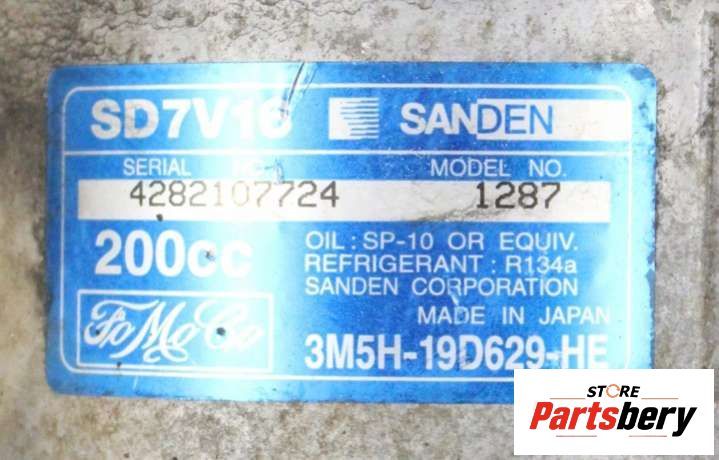 SD7V16 SANDEN
SERIAL NO. MODEL NO.
4282107724 1287
200cc
OIL : SP-10 OR EQUIV.
REFRIGERANT : R134a
SANDEN CORPORATION
MADE IN JAPAN
FoMoCo
3M5H-19D629-HE
STORE
Partsbery